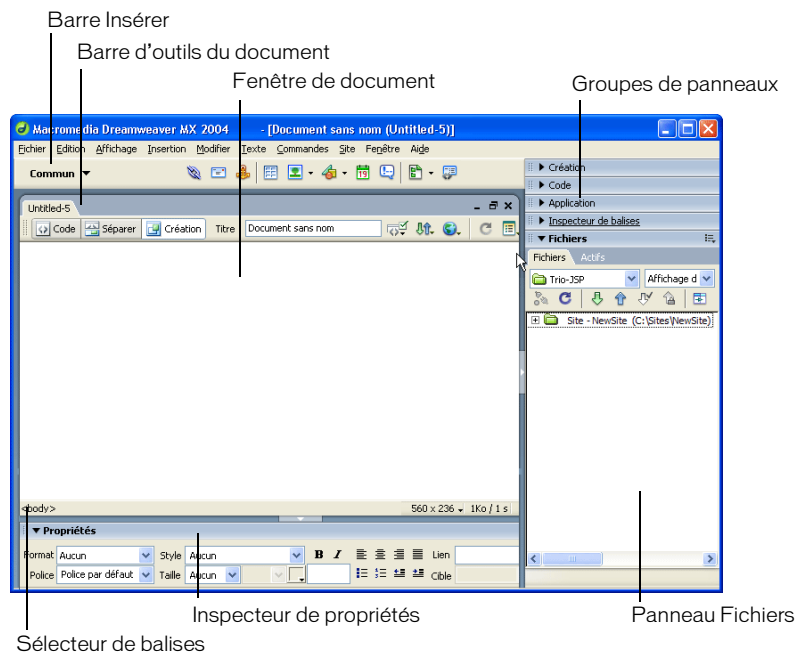 Barre Insérer
Barre d'outils du document
Fenêtre de document
Groupes de panneaux
Macromedia Dreamweaver MX 2004 - [Document sans nom (Untitled-5)]
Fichier Edition Affichage Insertion Modifier Texte Commandes Site Fenêtre Aide
Commun
19
Création
Code
Application
Inspecteur de balises
Fichiers
Untitled-5
Code Séparer Création Titre Document sans nom
Fichiers Actifs
Trio-JSP Affichage d
Site - NewSite (C:\Sites\NewSite)
<body> 560 x 236 1Ko / 1 s
Propriétés
Format Aucun Style Aucun B I Lien
Police Police par défaut Taille Aucun Cible
Inspecteur de propriétés
Panneau Fichiers
Sélecteur de balises